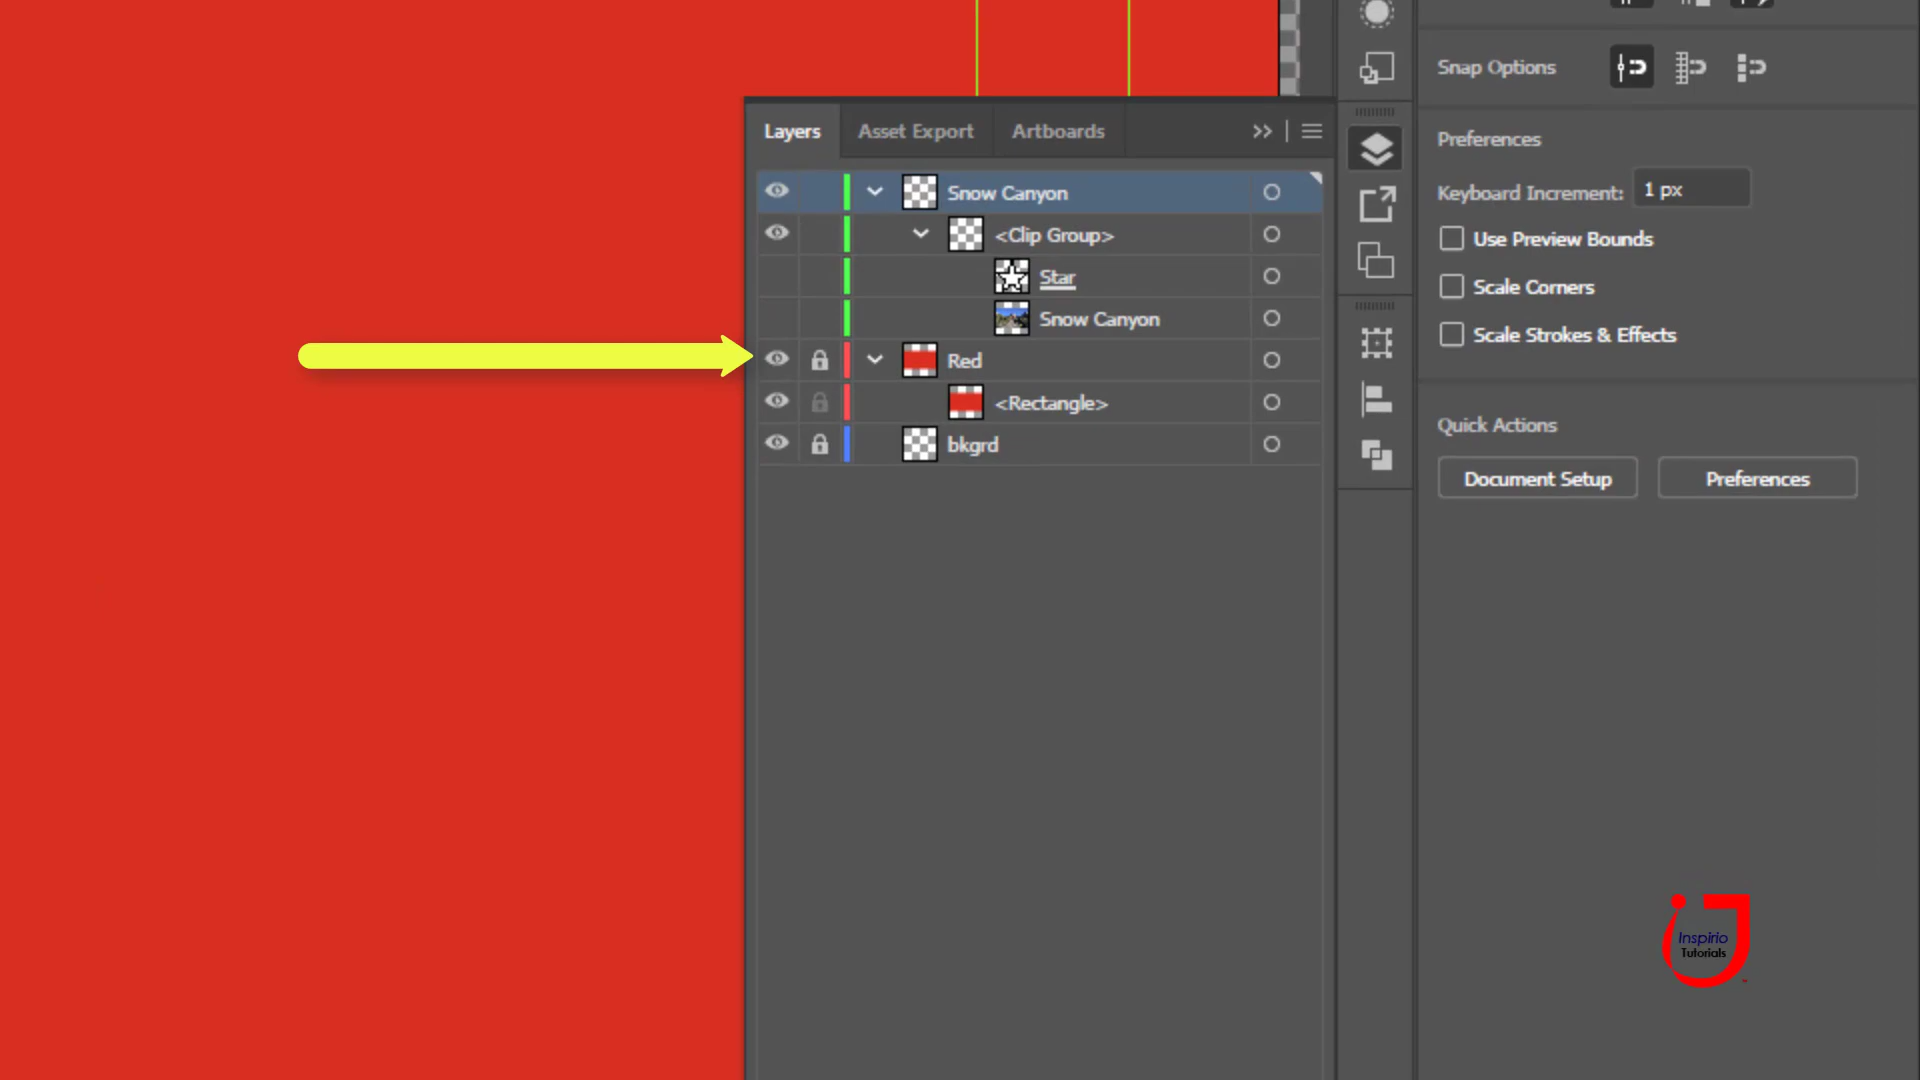 Snap Options
Layers
Asset Export
Artboards
Preferences
Snow Canyon
Keyboard Increment:
1 px
<Clip Group>
Use Preview Bounds
Star
Scale Corners
Snow Canyon
Scale Strokes & Effects
Red
<Rectangle>
Quick Actions
bkgrd
Document Setup
Preferences
Inspirio
Tutorials